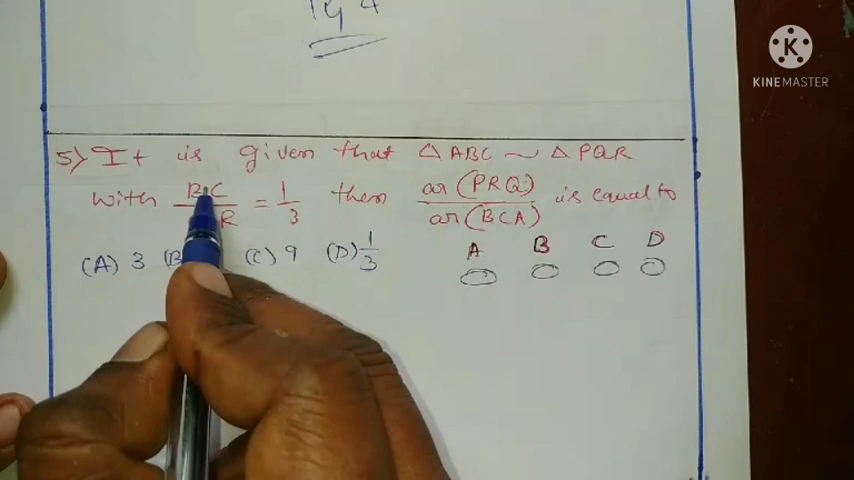 5) It is given that △ ABC ~ △ PQR
with BC / R = 1/3 then ar (PRQ) / ar (BCA) is equal to
(A) 3 (B (C) 9 (D) 1/3
A B C D
K
KINEMASTER